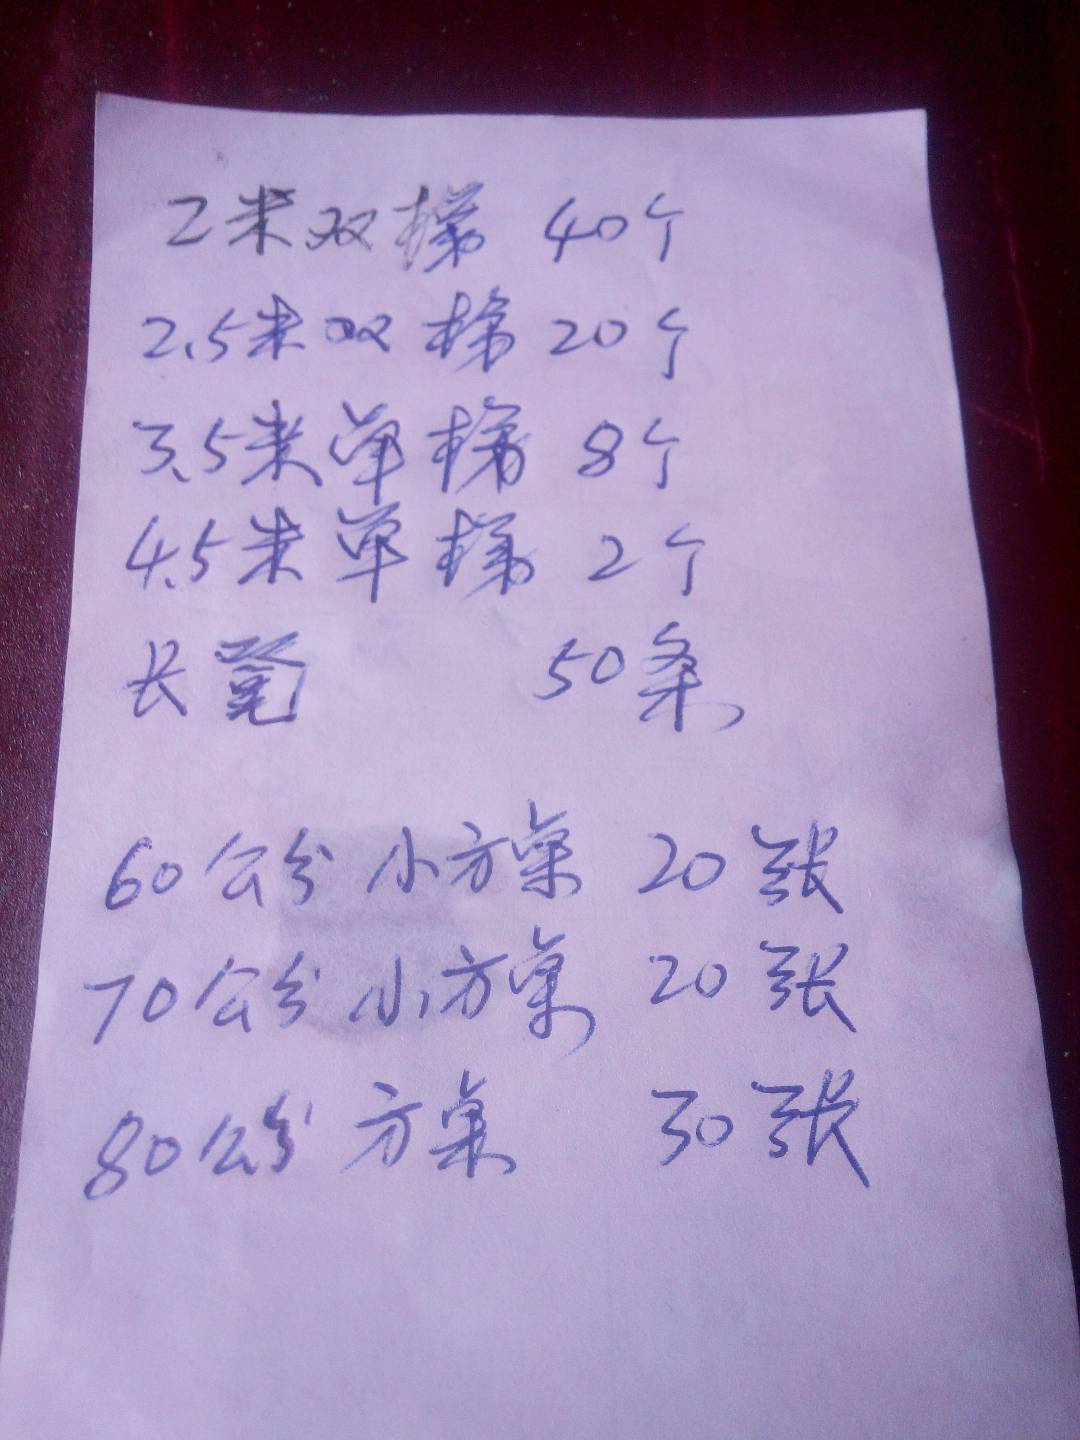 2米双梯 40个
2.5米双梯 20个
3.5米单梯 8个
4.5米单梯 2个
长凳 50条
60公分小方桌 20张
70公分小方桌 20张
80公分方桌 30张